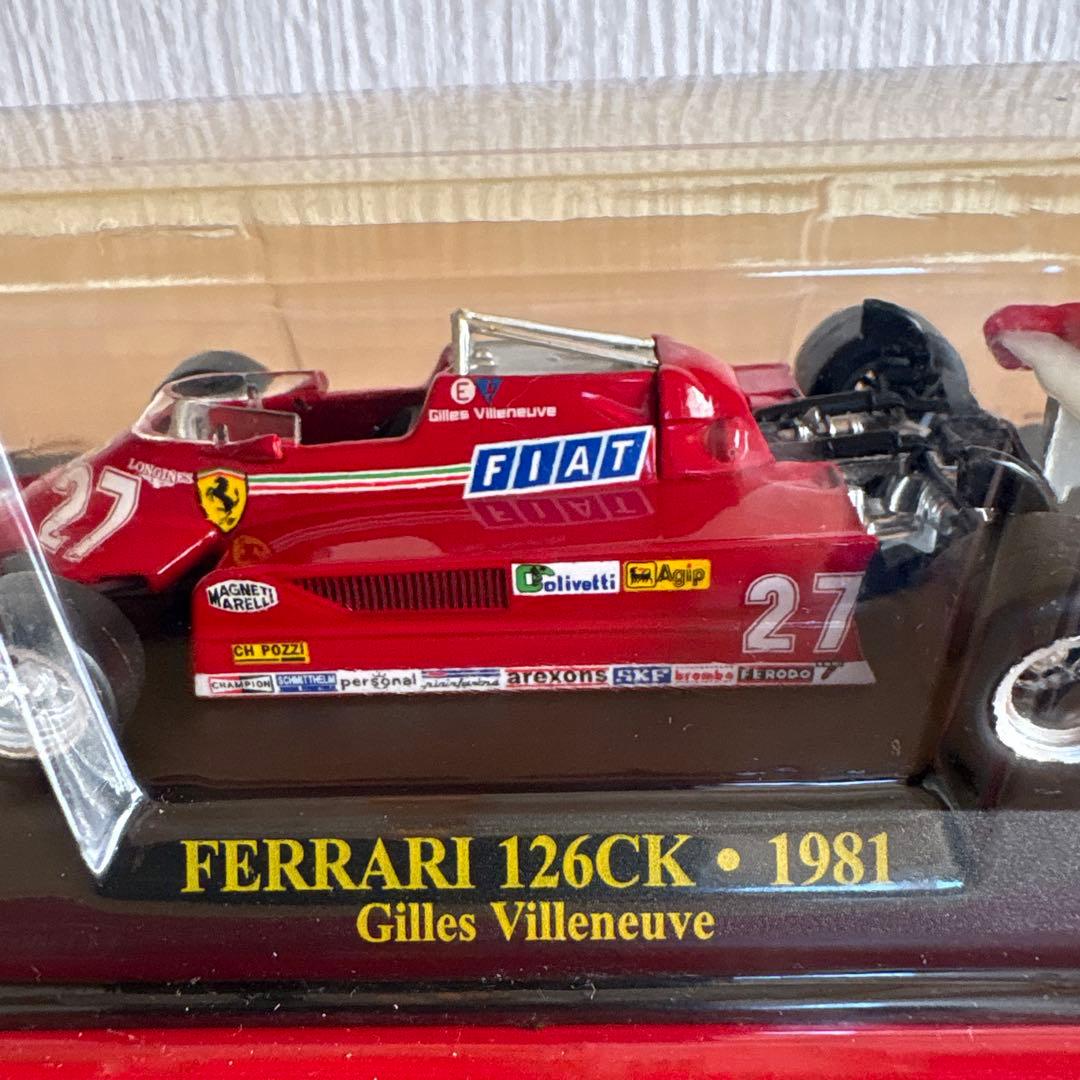 E
Gilles Villeneuve
FIAT
LONGINES
27
MAGNETI
MARELLI
Olivetti
Agip
27
CH POZZI
CHAMPION
personal
arexons
SKF
brembo
FERODO
FERRARI 126CK • 1981
Gilles Villeneuve